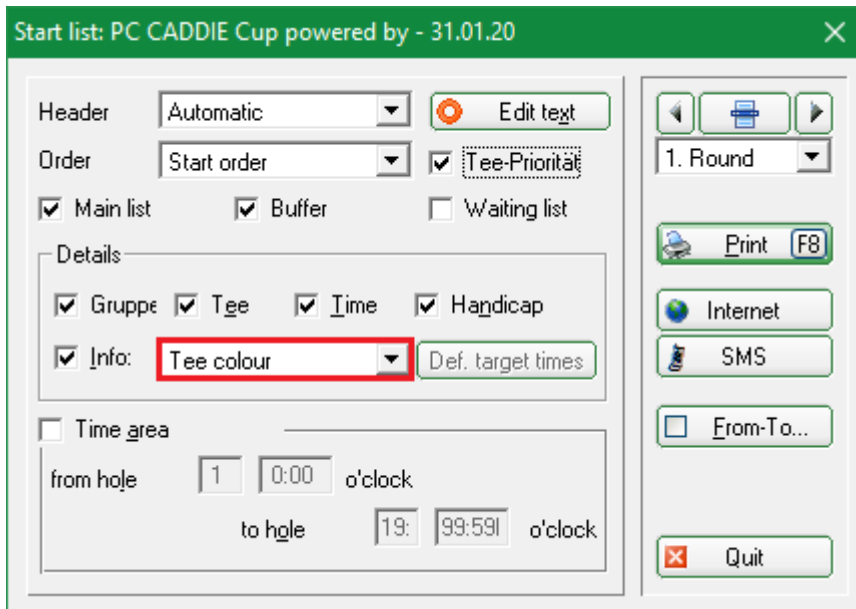 Start list: PC CADDIE Cup powered by - 31.01.20
Header Automatic Edit text
Order Start order Tee-Priorität
Main list Buffer Waiting list
Details
Gruppe Tee Time Handicap
Info: Tee colour Def. target times
Time area
from hole 1 0:00 o'clock
to hole 19: 99:59 o'clock
1. Round
Print F8
Internet
SMS
From-To...
Quit